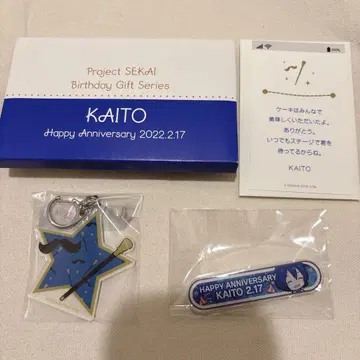 Project SEKAI
Birthday Gift Series
KAITO
Happy Anniversary 2022.2.17
ケーキはみんなで
美味しくいただいたよ。
ありがとう。
いつでもステージで君を
待ってるからね。
HAPPY ANNIVERSARY
KAITO 2.17